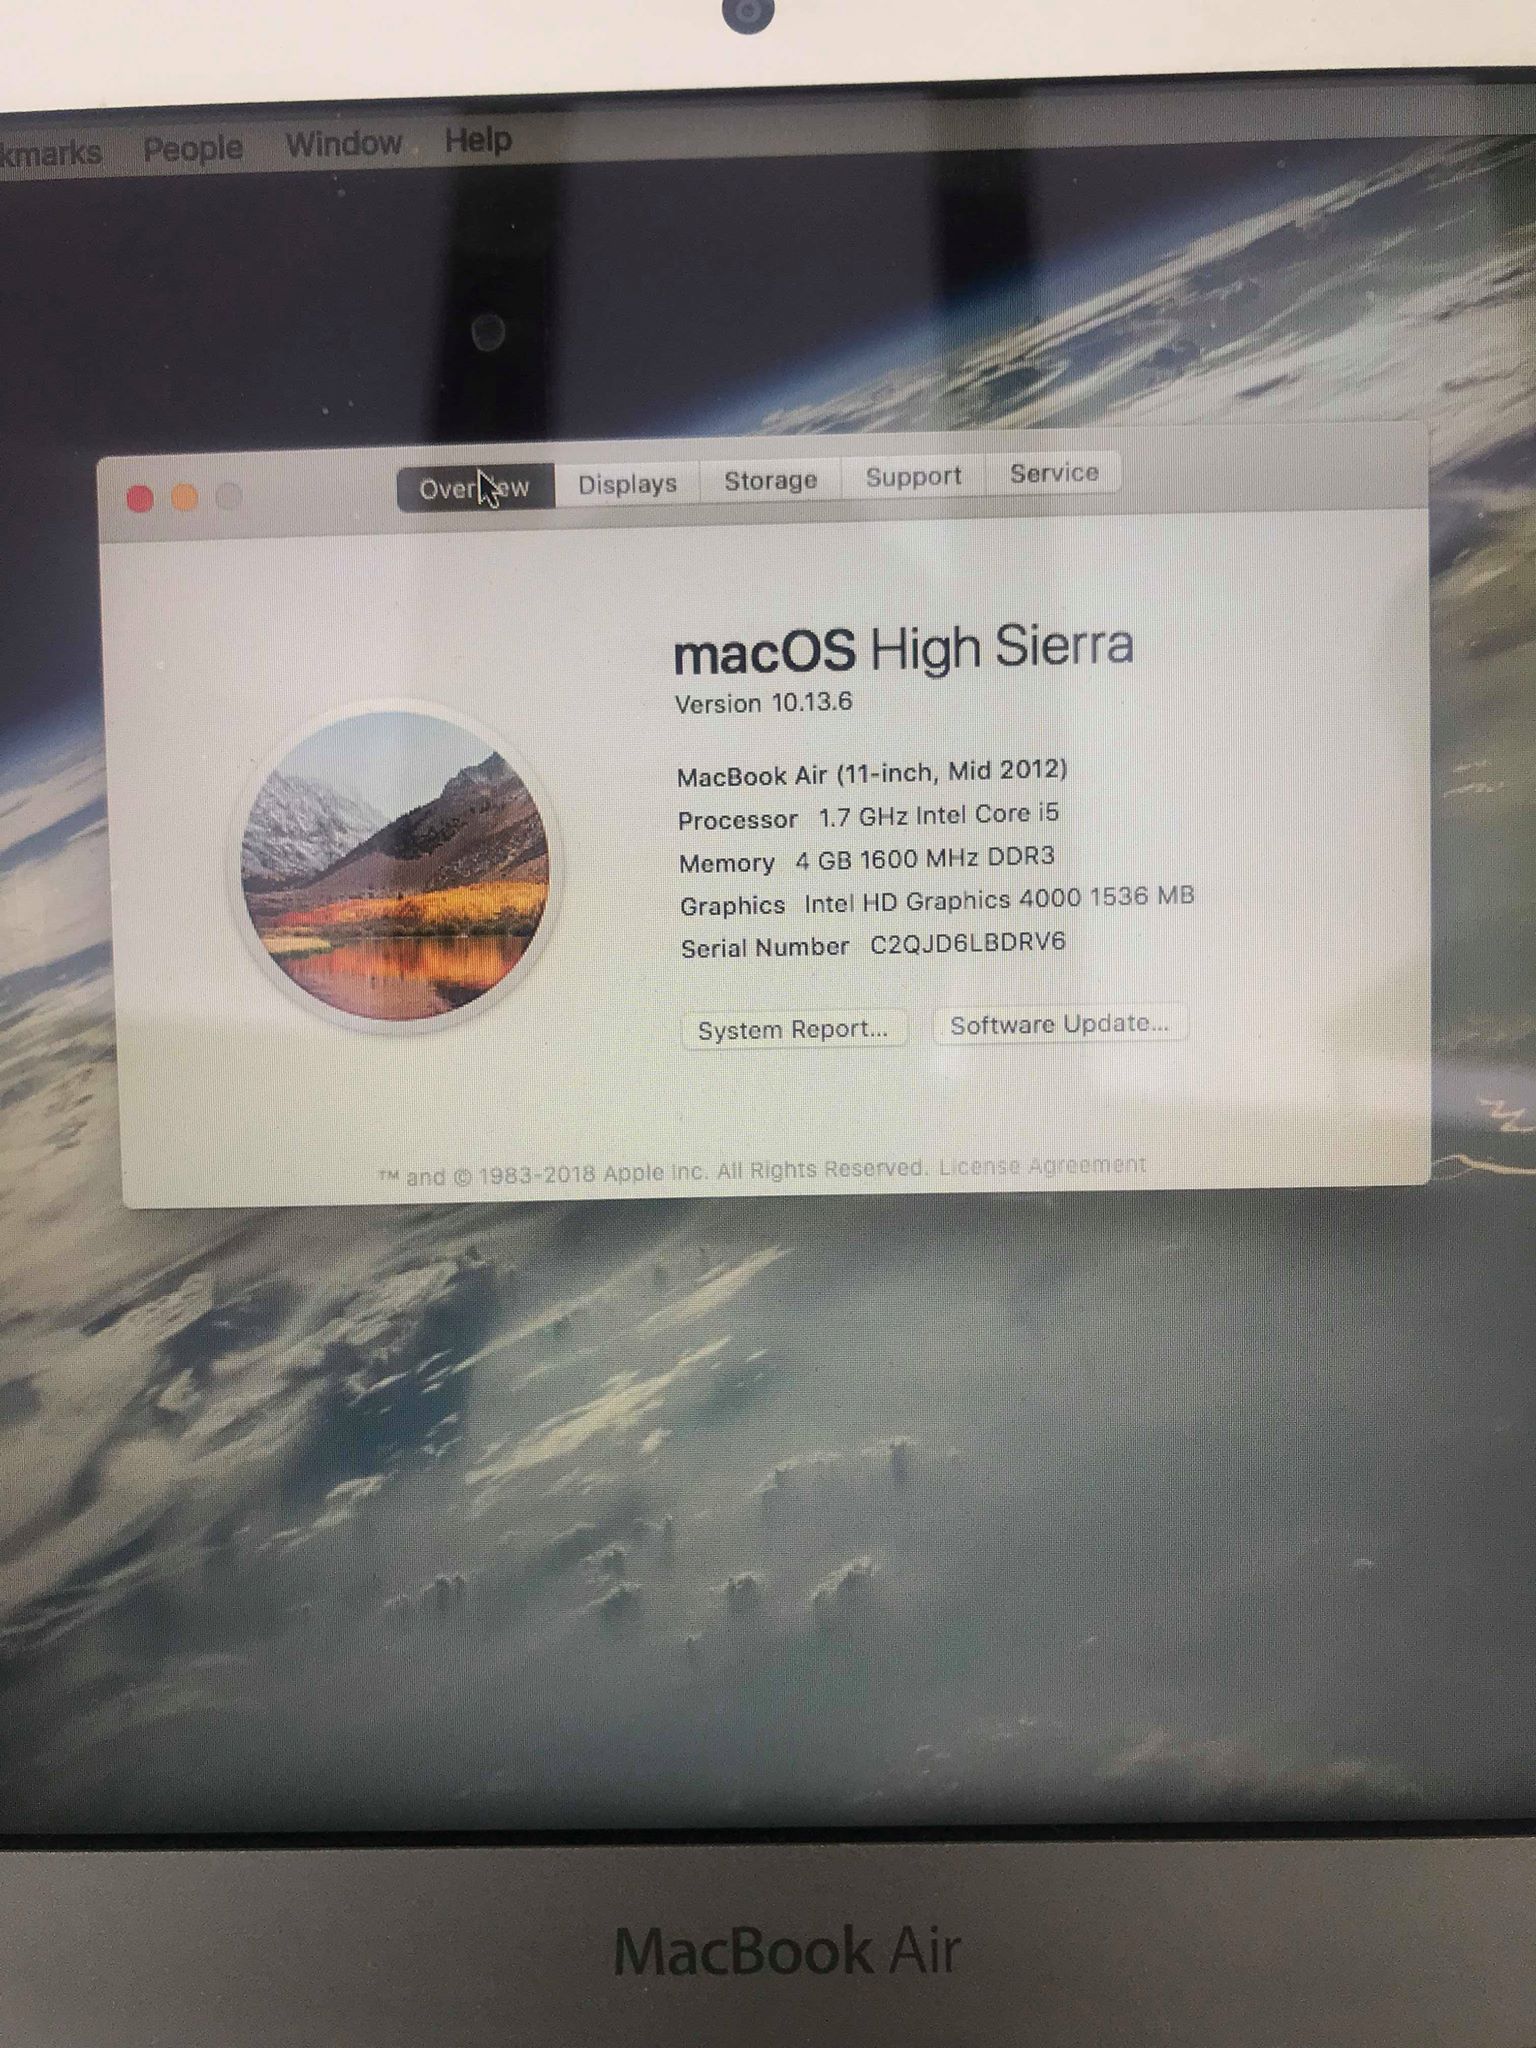 People Window Help
Displays Storage Support Service
macOS High Sierra
Version 10.13.6
MacBook Air (11-inch, Mid 2012)
Processor 1.7 GHz Intel Core i5
Memory 4 GB 1600 MHz DDR3
Graphics Intel HD Graphics 4000 1536 MB
Serial Number C2QJD6LBDRV6
System Report... Software Update...
™ and © 1983-2018 Apple Inc. All Rights Reserved. License Agreement
MacBook Air